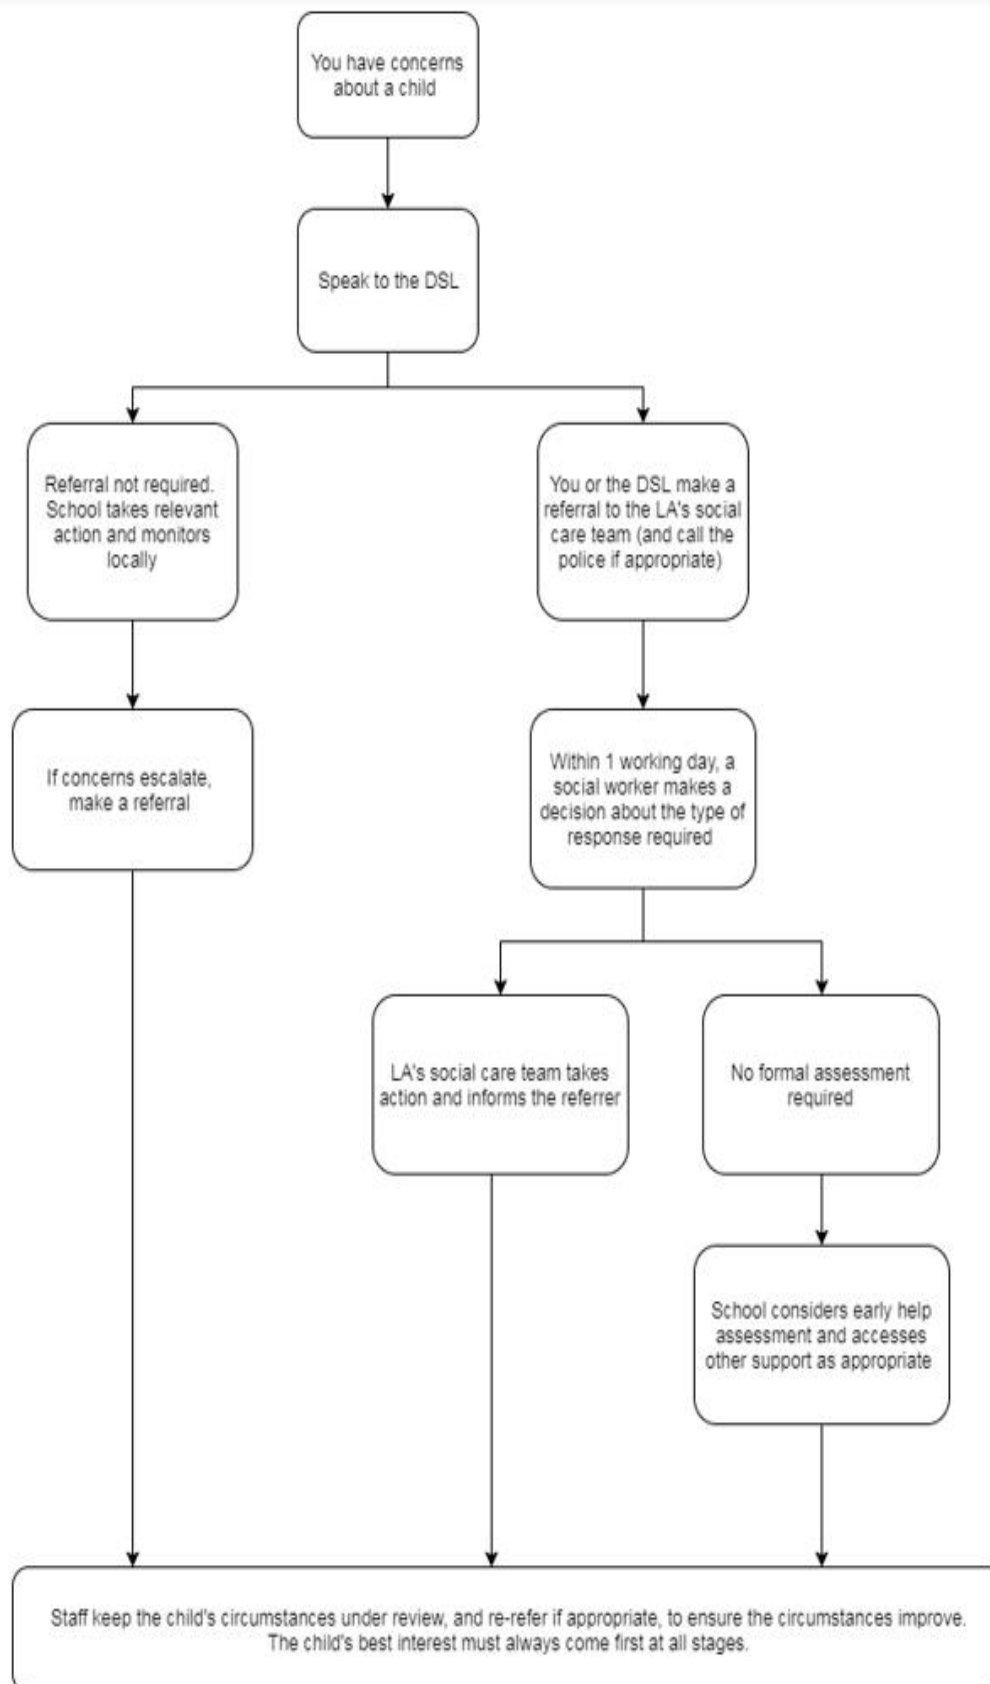 You have concerns
about a child
Speak to the DSL
Referral not required.
School takes relevant
action and monitors
locally
You or the DSL make a
referral to the LA's social
care team (and call the
police if appropriate)
If concerns escalate,
make a referral
Within 1 working day, a
social worker makes a
decision about the type of
response required
LA's social care team takes
action and informs the referrer
No formal assessment
required
School considers early help
assessment and accesses
other support as appropriate
Staff keep the child's circumstances under review, and re-refer if appropriate, to ensure the circumstances improve.
The child's best interest must always come first at all stages.